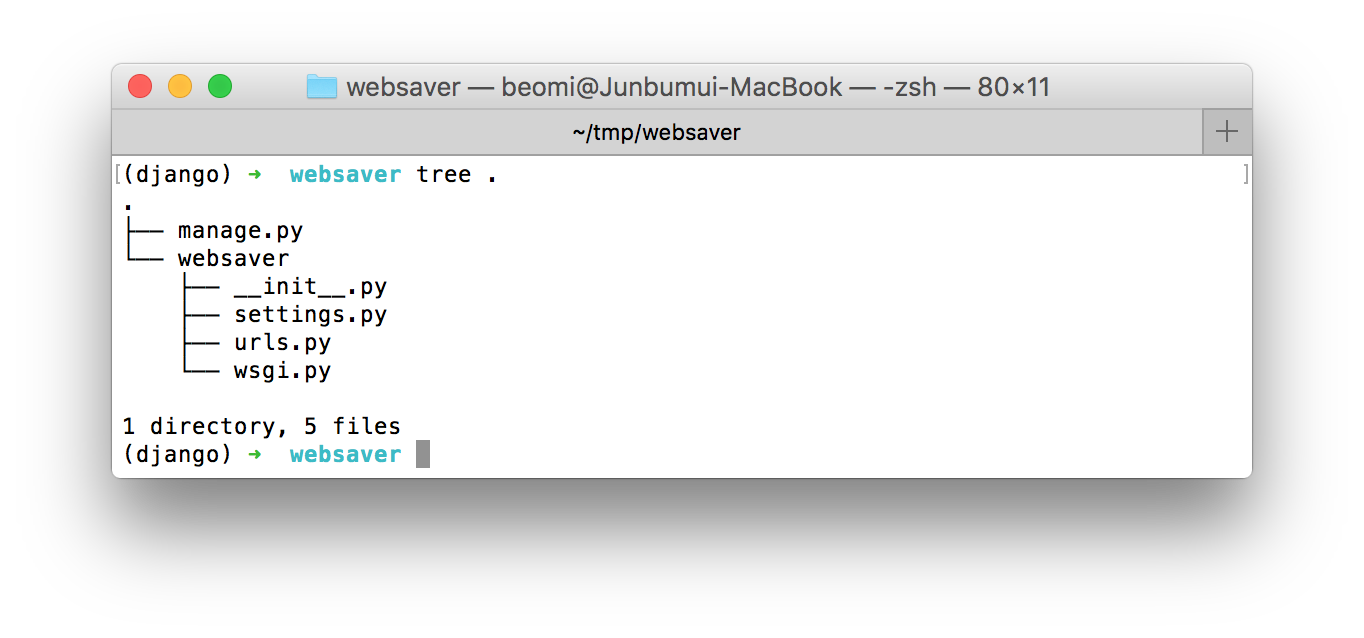 websaver — beomi@Junbumui-MacBook — -zsh — 80×11
~/tmp/websaver
[(django) ➜  websaver tree .]
.
├── manage.py
└── websaver
    ├── __init__.py
    ├── settings.py
    ├── urls.py
    └── wsgi.py
1 directory, 5 files
(django) ➜  websaver